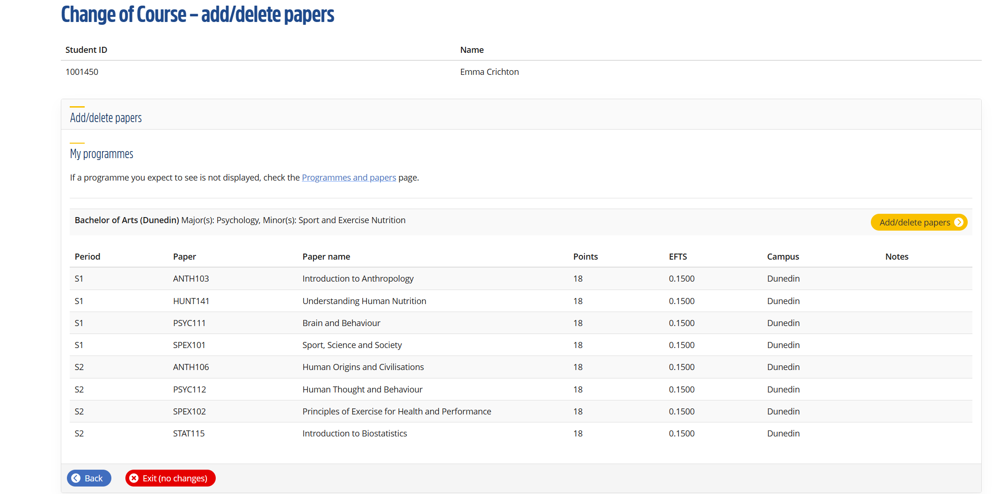 Change of Course – add/delete papers
Student ID Name
1001450 Emma Crichton
Add/delete papers
My programmes
If a programme you expect to see is not displayed, check the Programmes and papers page.
Bachelor of Arts (Dunedin) Major(s): Psychology, Minor(s): Sport and Exercise Nutrition Add/delete papers
Period Paper Paper name Points EFTS Campus Notes
S1 ANTH103 Introduction to Anthropology 18 0.1500 Dunedin
S1 HUNT141 Understanding Human Nutrition 18 0.1500 Dunedin
S1 PSYC111 Brain and Behaviour 18 0.1500 Dunedin
S1 SPEX101 Sport, Science and Society 18 0.1500 Dunedin
S2 ANTH106 Human Origins and Civilisations 18 0.1500 Dunedin
S2 PSYC112 Human Thought and Behaviour 18 0.1500 Dunedin
S2 SPEX102 Principles of Exercise for Health and Performance 18 0.1500 Dunedin
S2 STAT115 Introduction to Biostatistics 18 0.1500 Dunedin
Back Exit (no changes)